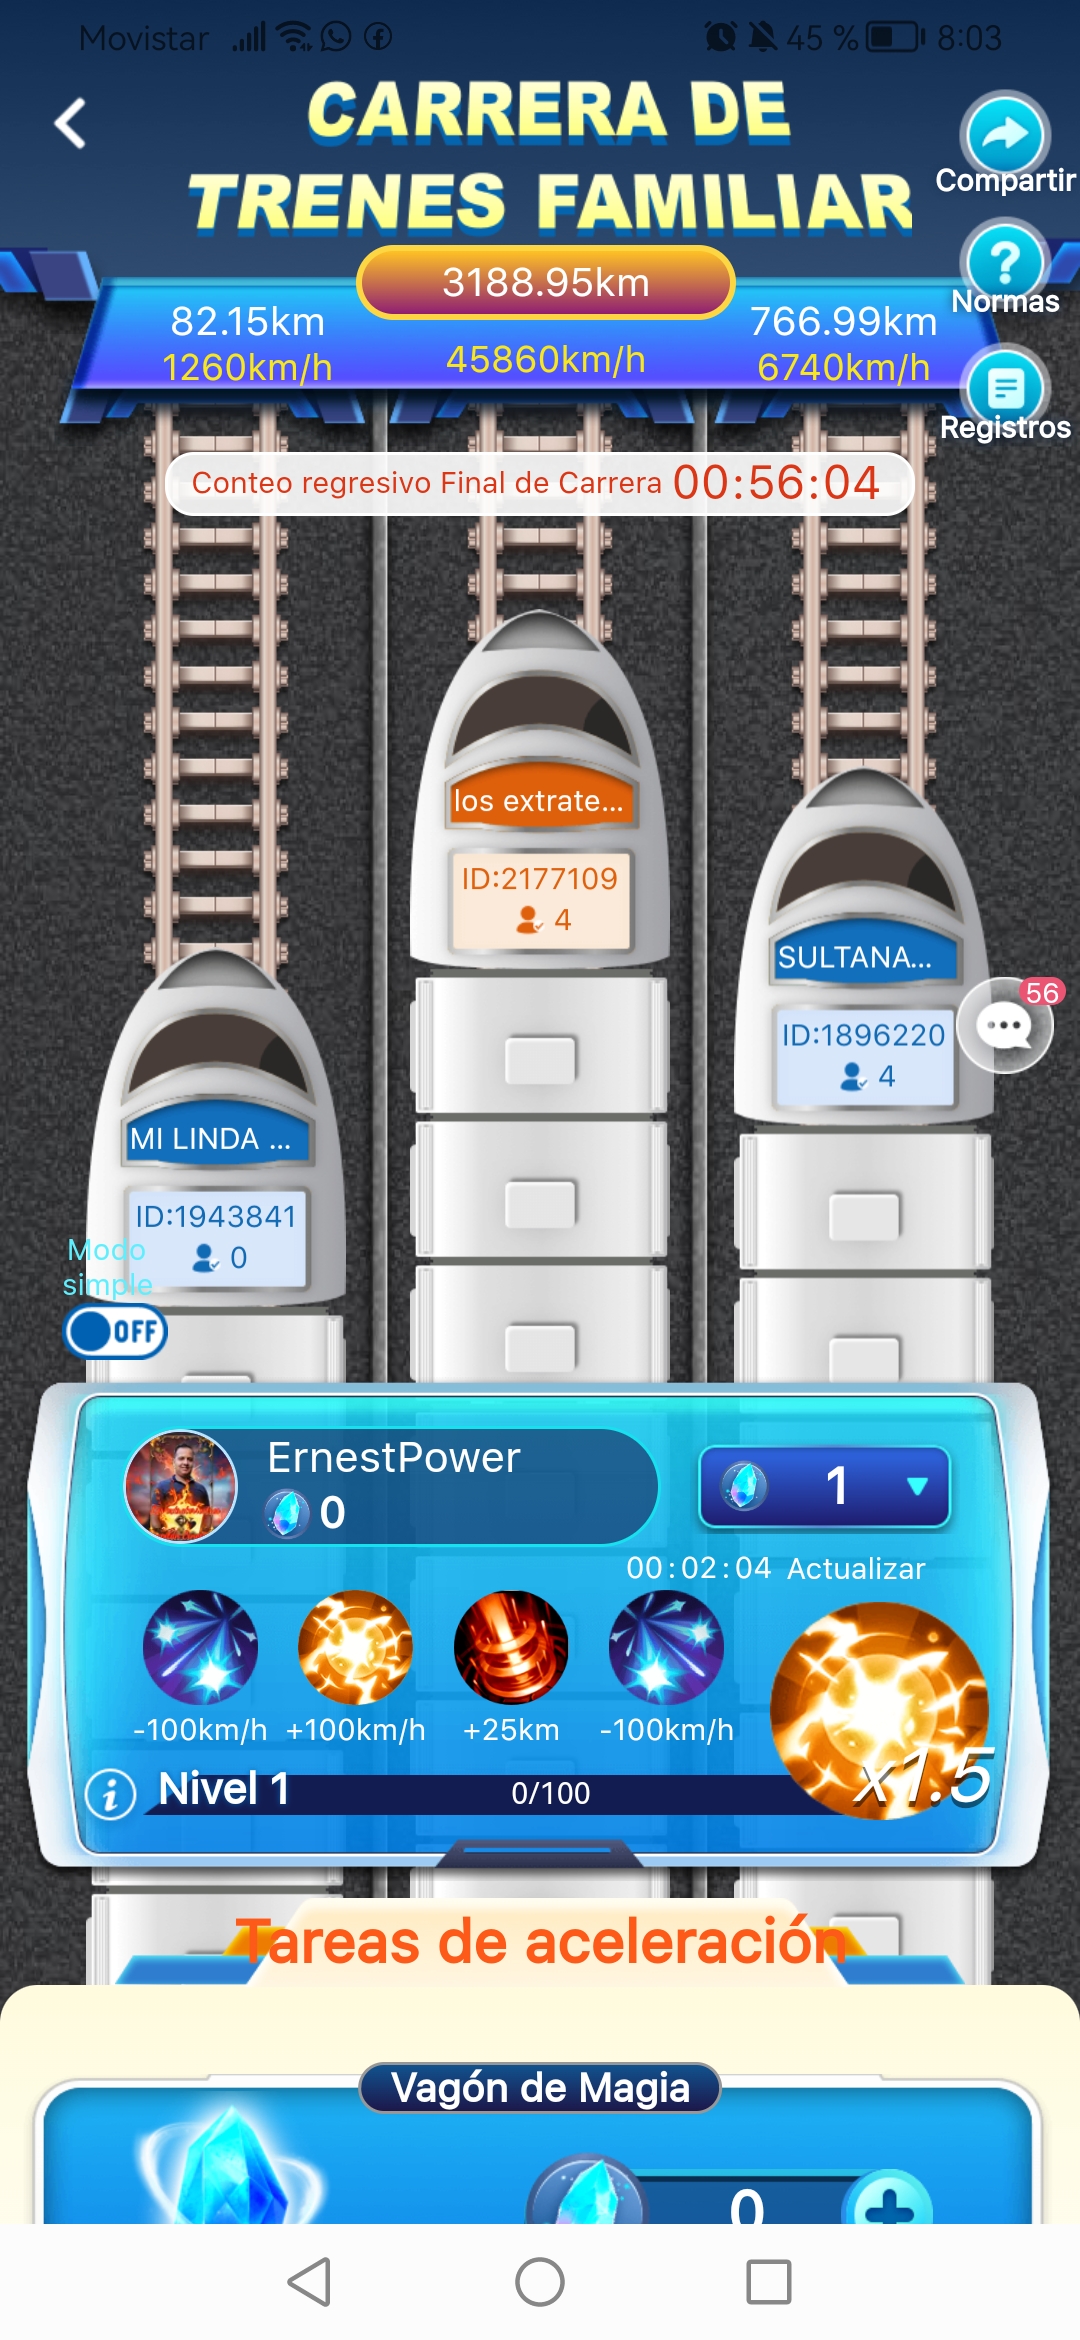 Movistar 45 % 8:03
CARRERA DE
TRENES FAMILIAR
Compartir
Normas
Registros
3188.95km
82.15km
766.99km
1260km/h
45860km/h
6740km/h
Conteo regresivo Final de Carrera 00:56:04
los extrate...
ID:2177109
4
SULTANA...
ID:1896220
4
56
MI LINDA ...
ID:1943841
0
Modo
simple
OFF
ErnestPower
0
1
00:02:04 Actualizar
-100km/h +100km/h +25km -100km/h
x1.5
Nivel 1
0/100
Tareas de aceleración
Vagón de Magia
0